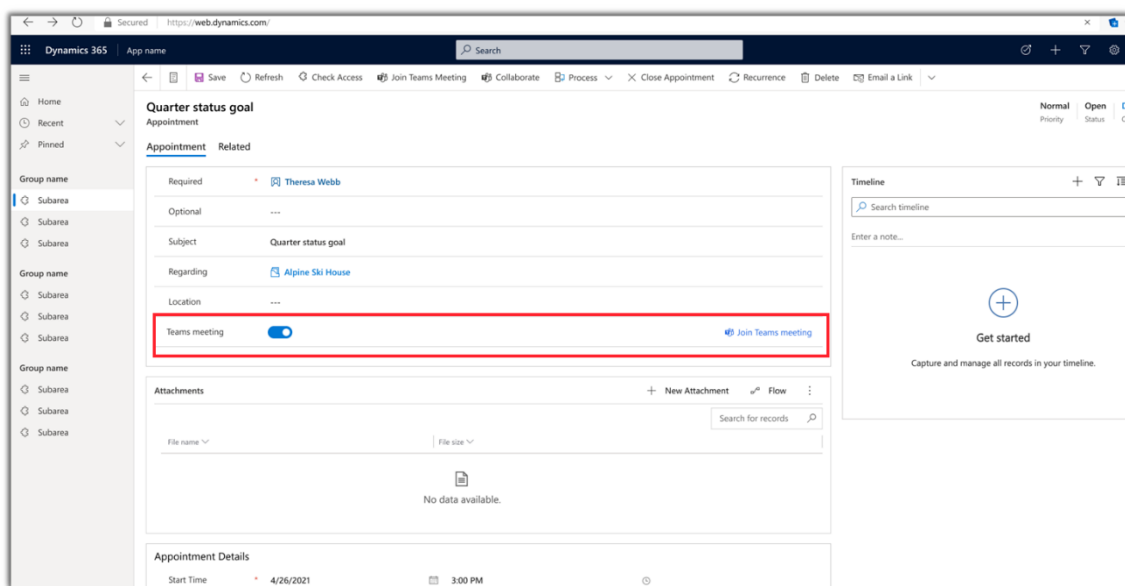 Secured https://web.dynamics.com/
Dynamics 365 App name Search
Save Refresh Check Access Join Teams Meeting Collaborate Process Close Appointment Recurrence Delete Email a Link
Home
Recent
Pinned
Group name
Subarea
Subarea
Subarea
Group name
Subarea
Subarea
Subarea
Group name
Subarea
Subarea
Subarea
Quarter status goal
Appointment
Normal Open
Priority Status
Appointment Related
Required * Theresa Webb
Optional ---
Subject Quarter status goal
Regarding Alpine Ski House
Location ---
Teams meeting Join Teams meeting
Attachments New Attachment Flow
Search for records
File name File size
No data available.
Appointment Details
Start Time * 4/26/2021 3:00 PM
Timeline
Search timeline
Enter a note...
Get started
Capture and manage all records in your timeline.